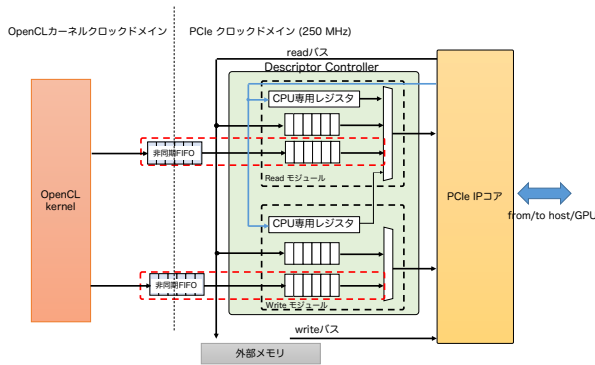 OpenCLカーネルクロックドメイン
PCIe クロックドメイン (250 MHz)
readバス
Descriptor Controller
CPU専用レジスタ
非同期FIFO
Read モジュール
OpenCL
kernel
PCIe IPコア
from/to host/GPU
CPU専用レジスタ
非同期FIFO
Write モジュール
writeバス
外部メモリ